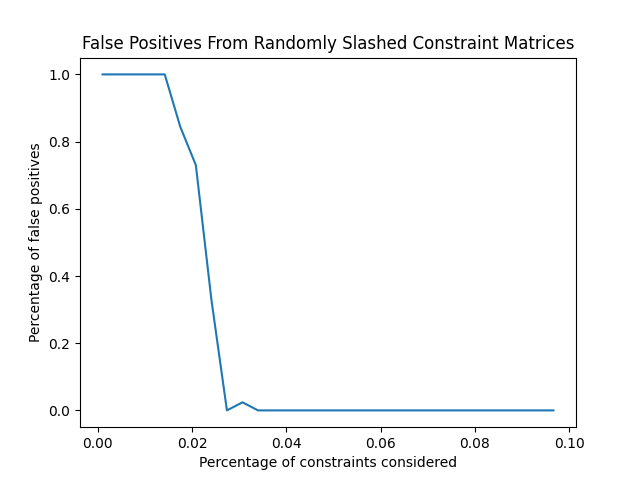 False Positives From Randomly Slashed Constraint Matrices
1.0
0.8
0.6
0.4
0.2
0.0
Percentage of false positives
0.00 0.02 0.04 0.06 0.08 0.10
Percentage of constraints considered